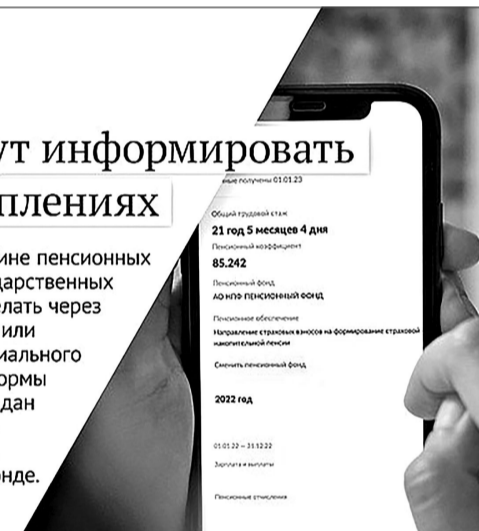 ут информировать
плениях
ине пенсионных
дарственных
елать через
или
иального
ормы
дан
нде.
ные получены 01.01.23
Общий трудовой стаж
21 год 5 месяцев 4 дня
Пенсионный коэффициент
85.242
Пенсионный фонд
АО НПФ ПЕНСИОННЫЙ ФОНД
Пенсионное обеспечение
Направление страховых взносов на формирование страховой
накопительной пенсии
Сменить пенсионный фонд
2022 год
01.01.22 – 31.12.22
Зарплата и выплаты
Пенсионные отчисления